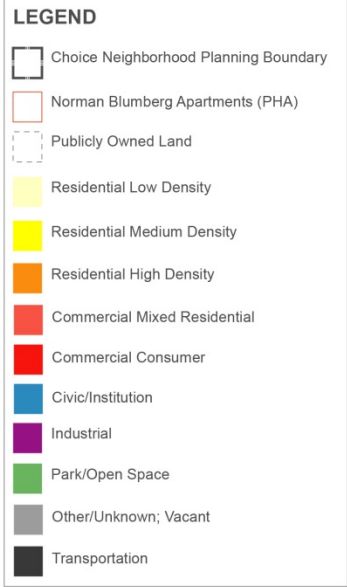 LEGEND
Choice Neighborhood Planning Boundary
Norman Blumberg Apartments (PHA)
Publicly Owned Land
Residential Low Density
Residential Medium Density
Residential High Density
Commercial Mixed Residential
Commercial Consumer
Civic/Institution
Industrial
Park/Open Space
Other/Unknown; Vacant
Transportation